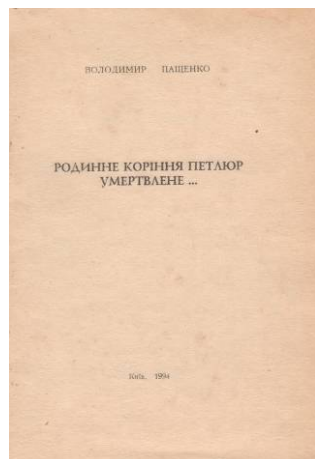 ВОЛОДИМИР ПАЩЕНКО
РОДИННЕ КОРІННЯ ПЕТЛЮР
УМЕРТВЛЕНЕ ...
Київ, 1994